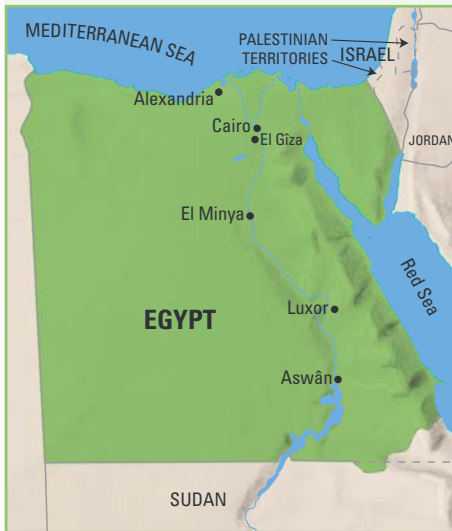 MEDITERRANEAN SEA
PALESTINIAN
TERRITORIES
ISRAEL
Alexandria
Cairo
El Gîza
JORDAN
El Minya
Red Sea
Luxor
EGYPT
Aswân
SUDAN